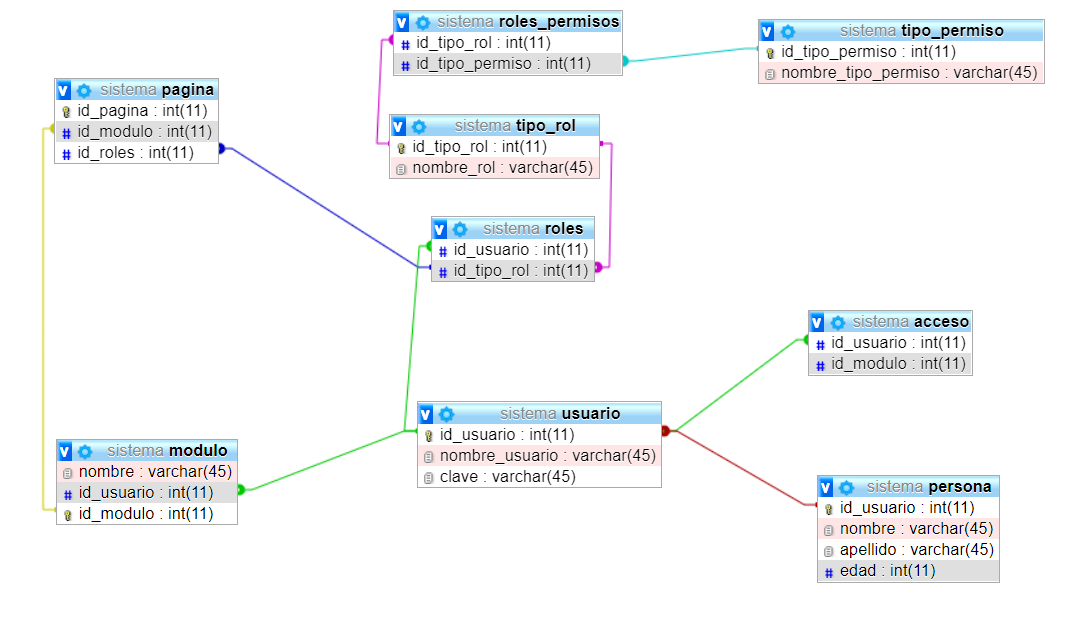 v sistema roles_permisos
# id_tipo_rol : int(11)
# id_tipo_permiso : int(11)
v sistema tipo_permiso
id_tipo_permiso : int(11)
nombre_tipo_permiso : varchar(45)
v sistema pagina
id_pagina : int(11)
# id_modulo : int(11)
# id_roles : int(11)
v sistema tipo_rol
id_tipo_rol : int(11)
nombre_rol : varchar(45)
v sistema roles
# id_usuario : int(11)
# id_tipo_rol : int(11)
v sistema acceso
# id_usuario : int(11)
# id_modulo : int(11)
v sistema usuario
id_usuario : int(11)
nombre_usuario : varchar(45)
clave : varchar(45)
v sistema modulo
nombre : varchar(45)
# id_usuario : int(11)
id_modulo : int(11)
v sistema persona
id_usuario : int(11)
nombre : varchar(45)
apellido : varchar(45)
# edad : int(11)